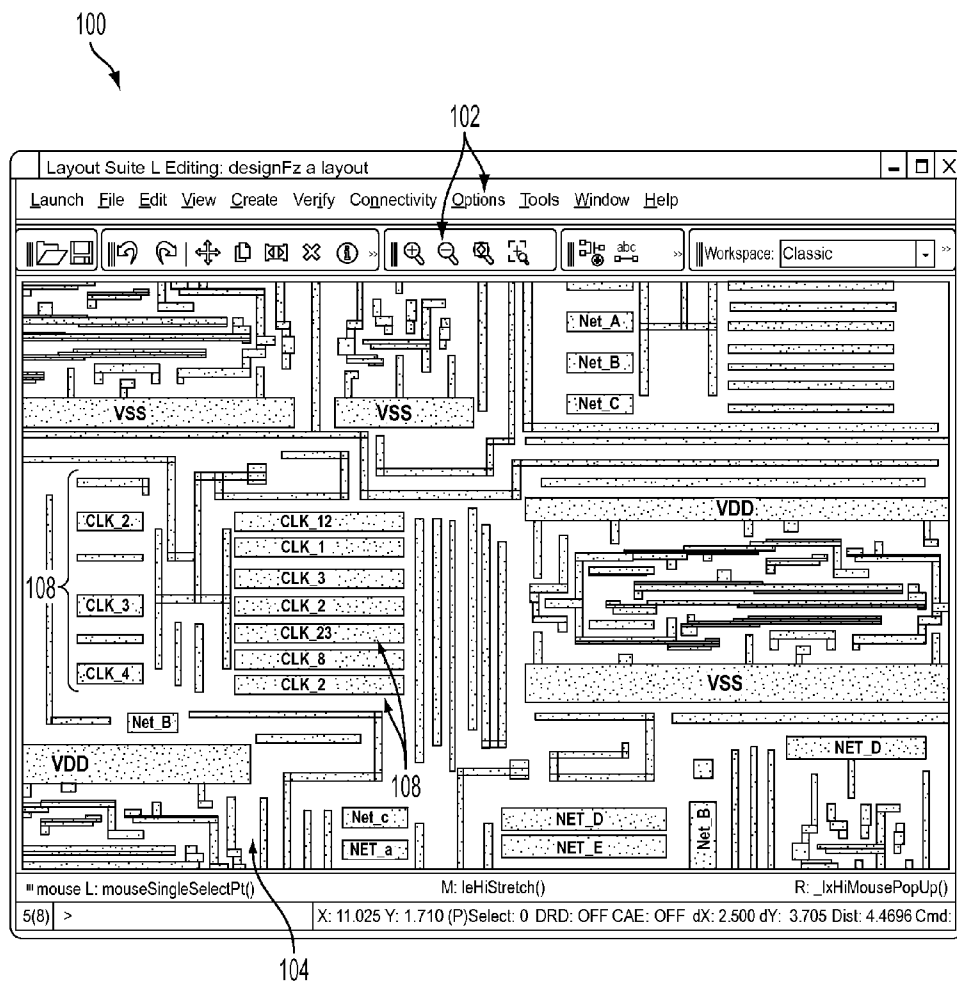 100
102
Layout Suite L Editing: designFz a layout
Launch File Edit View Create Verify Connectivity Options Tools Window Help
abc
Workspace: Classic
Net_A
Net_B
Net_C
VSS
VSS
VDD
CLK_2
CLK_3
CLK_4
108
CLK_12
CLK_1
CLK_3
CLK_2
CLK_23
CLK_8
CLK_2
108
VSS
Net_B
VDD
NET_D
Net_c
NET_a
NET_D
NET_E
Net_B
mouse L: mouseSingleSelectPt() M: leHiStretch() R: _lxHiMousePopUp()
5(8) > X: 11.025 Y: 1.710 (P)Select: 0 DRD: OFF CAE: OFF dX: 2.500 dY: 3.705 Dist: 4.4696 Cmd:
104